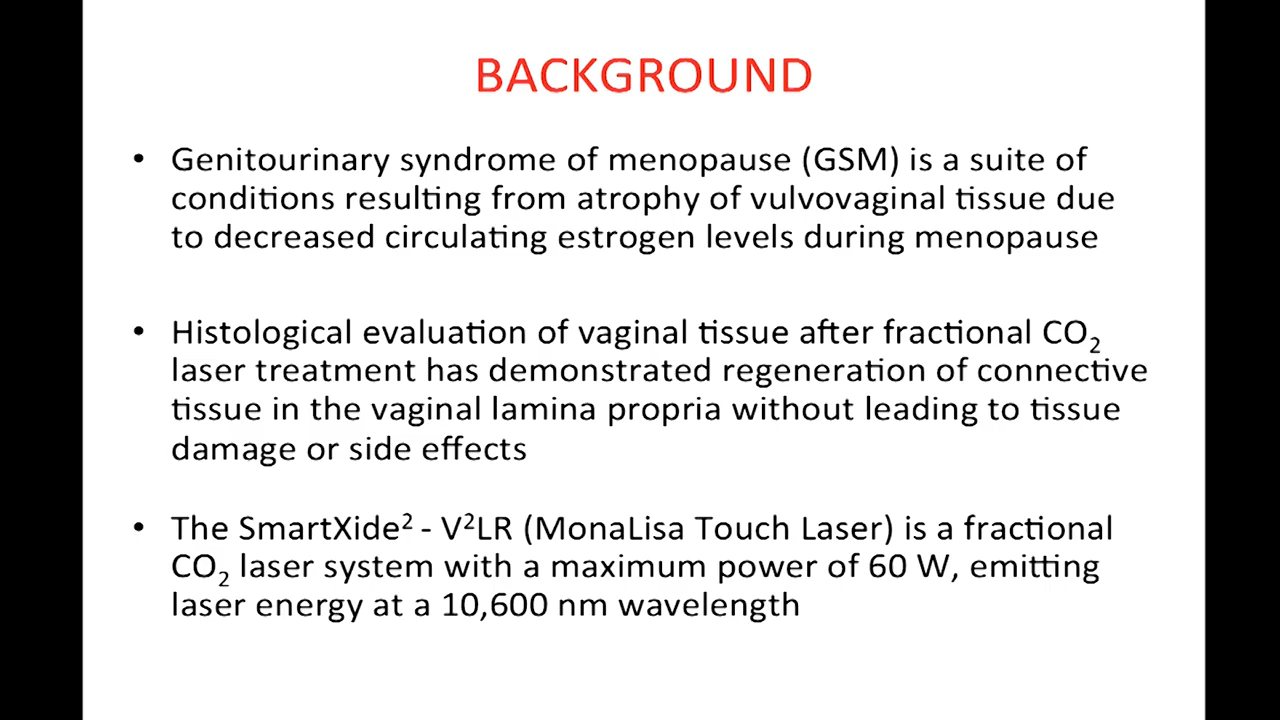 BACKGROUND
• Genitourinary syndrome of menopause (GSM) is a suite of
conditions resulting from atrophy of vulvovaginal tissue due
to decreased circulating estrogen levels during menopause
• Histological evaluation of vaginal tissue after fractional CO₂
laser treatment has demonstrated regeneration of connective
tissue in the vaginal lamina propria without leading to tissue
damage or side effects
• The SmartXide² - V²LR (MonaLisa Touch Laser) is a fractional
CO₂ laser system with a maximum power of 60 W, emitting
laser energy at a 10,600 nm wavelength